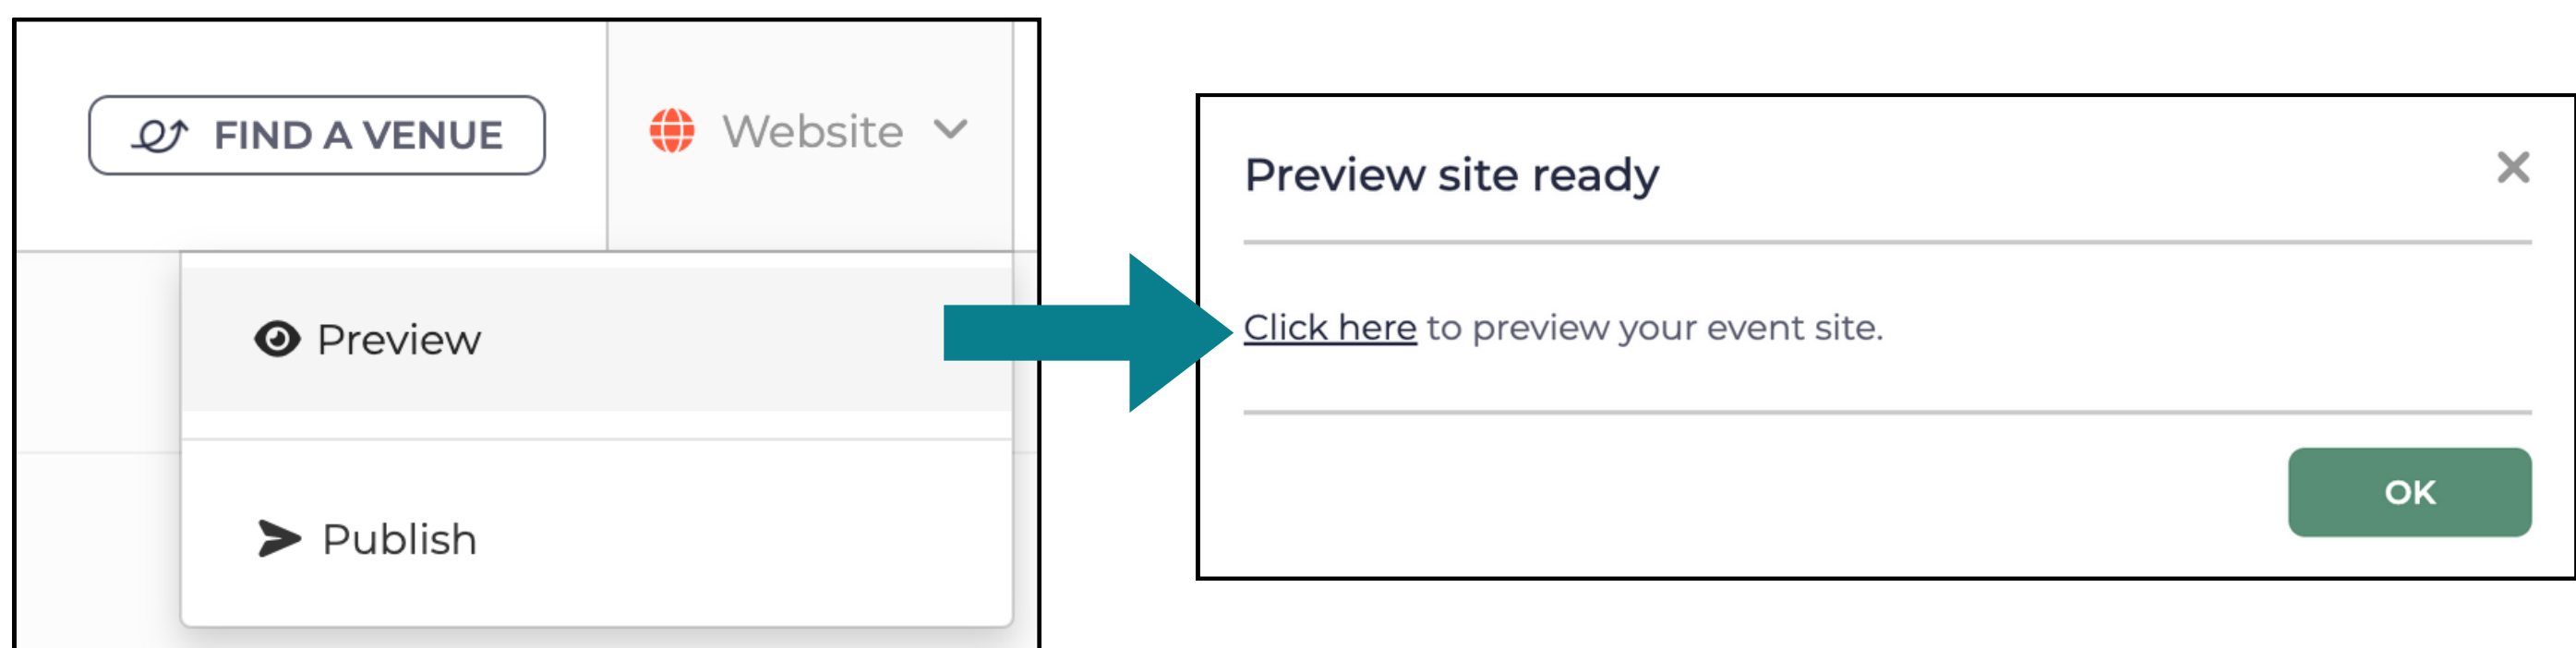 FIND A VENUE
Website
Preview
Publish
Preview site ready
Click here to preview your event site.
OK